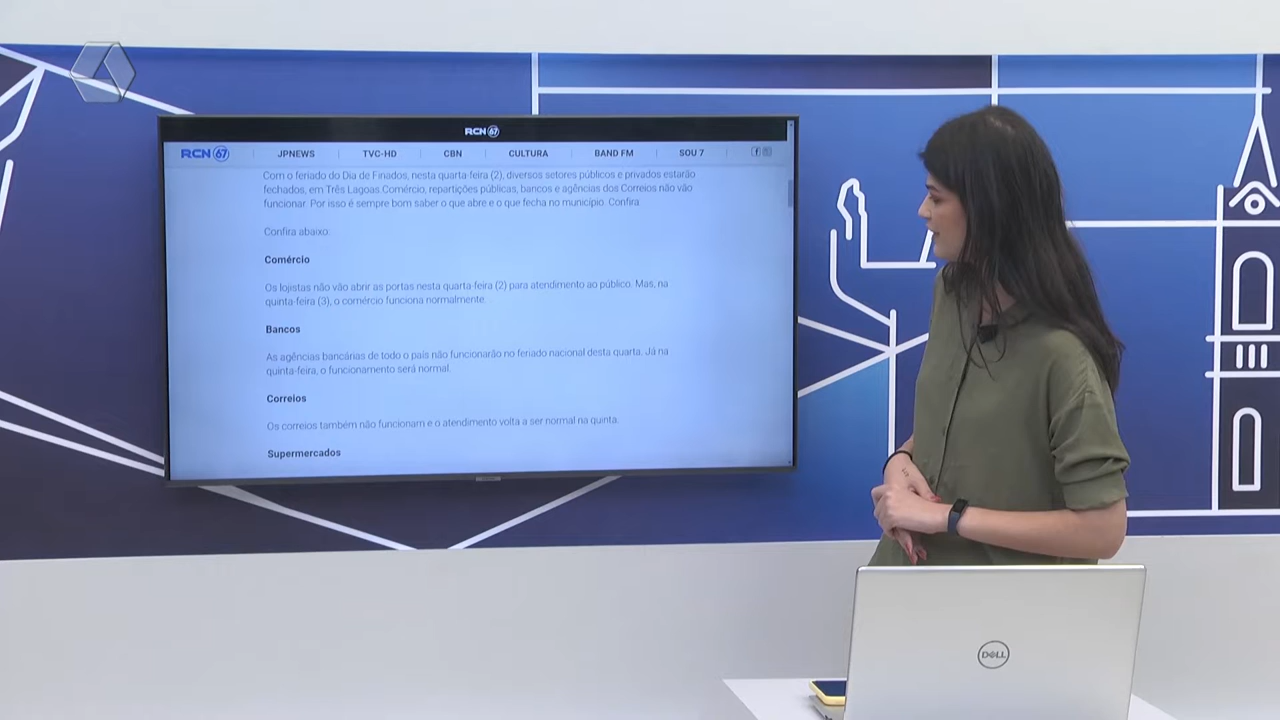 RCN 67
RCN 67 JPNEWS TVC-HD CBN CULTURA BAND FM SOU 7
Com o feriado do Dia de Finados, nesta quarta-feira (2), diversos setores públicos e privados estarão
fechados, em Três Lagoas Comércio, repartições públicas, bancos e agências dos Correios não vão
funcionar. Por isso é sempre bom saber o que abre e o que fecha no município. Confira
Confira abaixo:
Comércio
Os lojistas não vão abrir as portas nesta quarta-feira (2) para atendimento ao público. Mas, na
quinta-feira (3), o comércio funciona normalmente.
Bancos
As agências bancárias de todo o país não funcionarão no feriado nacional desta quarta. Já na
quinta-feira, o funcionamento será normal.
Correios
Os correios também não funcionam e o atendimento volta a ser normal na quinta.
Supermercados
DELL